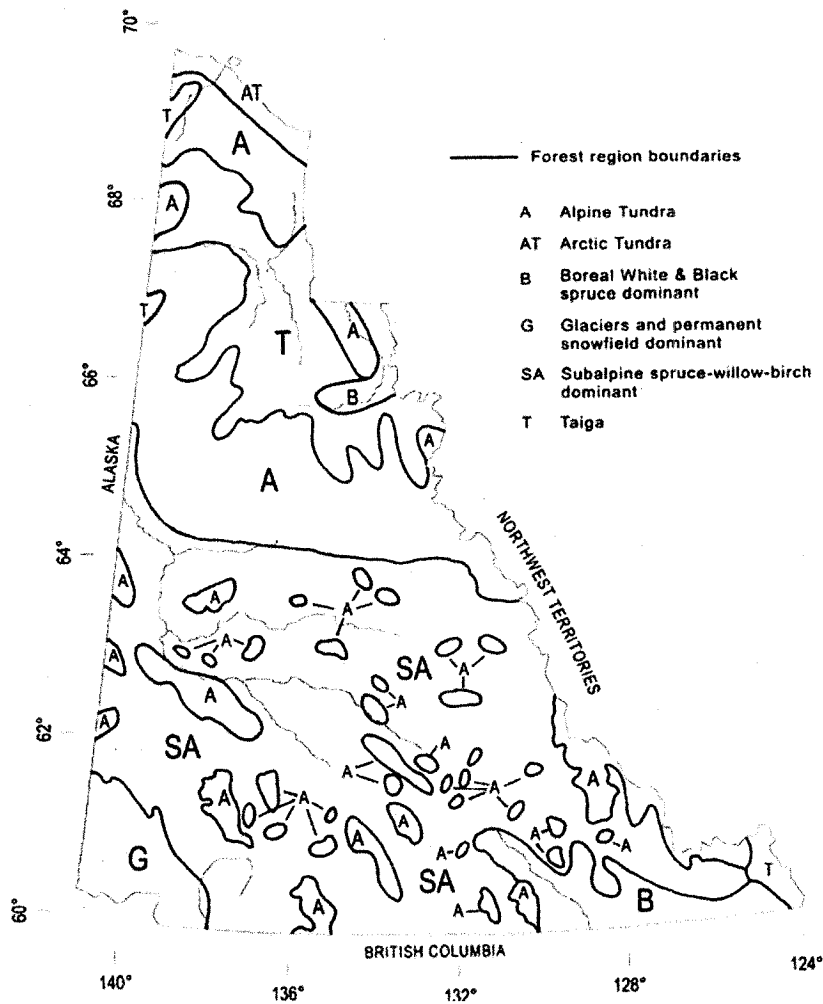 70°
AT
T
A
68°
A
Forest region boundaries
A Alpine Tundra
AT Arctic Tundra
B Boreal White & Black
spruce dominant
G Glaciers and permanent
snowfield dominant
SA Subalpine spruce-willow-birch
dominant
T Taiga
T
T
A
66°
B
A
ALASKA
A
NORTHWEST TERRITORIES
64°
A
A
A
A
A
SA
A
A
A
62°
A
SA
A
A
A
A
A
A
A
G
A
A
A
A
A
SA
B
T
60°
A
A
A
BRITISH COLUMBIA
140°
136°
132°
128°
124°